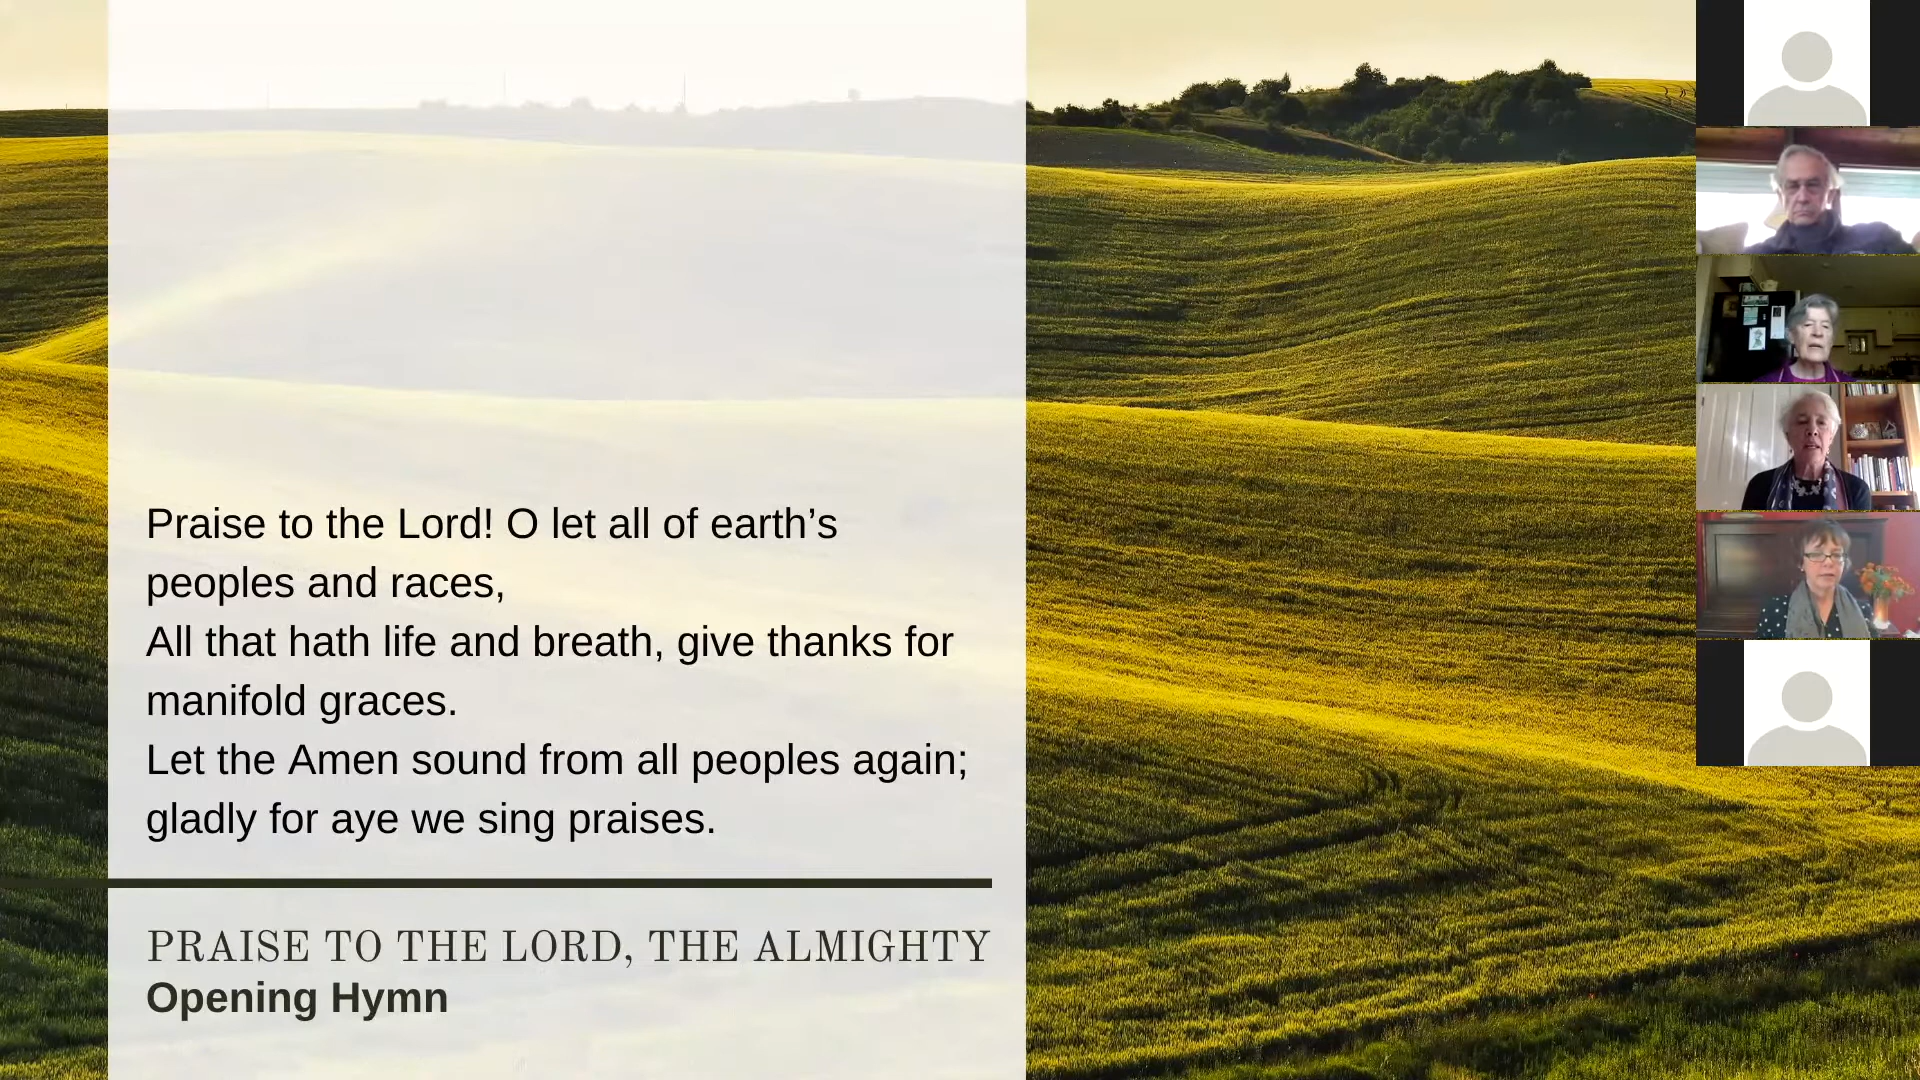 Praise to the Lord! O let all of earth’s
peoples and races,
All that hath life and breath, give thanks for
manifold graces.
Let the Amen sound from all peoples again;
gladly for aye we sing praises.
PRAISE TO THE LORD, THE ALMIGHTY
Opening Hymn